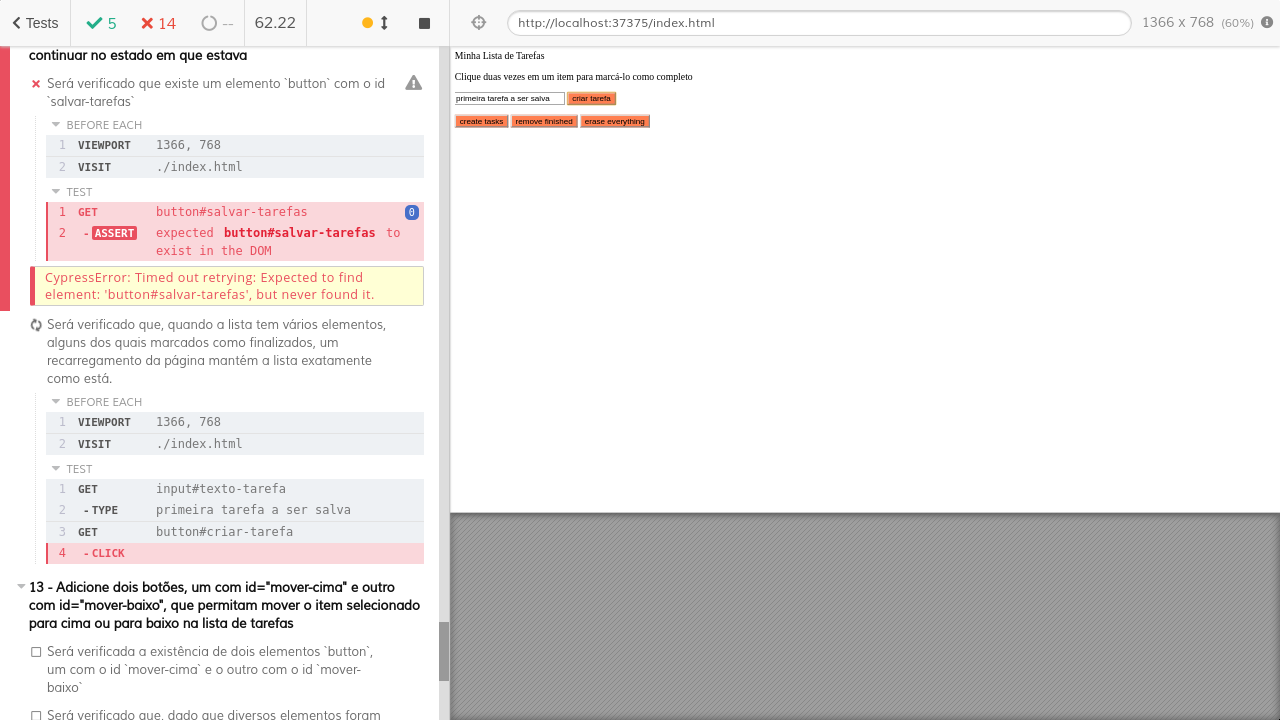 Tests
5
14
--
62.22
http://localhost:37375/index.html
1366 x 768 (60%)
continuar no estado em que estava
Será verificado que existe um elemento `button` com o id
`salvar-tarefas`
BEFORE EACH
1 VIEWPORT 1366, 768
2 VISIT ./index.html
TEST
1 GET button#salvar-tarefas 0
2 -ASSERT expected button#salvar-tarefas to
exist in the DOM
CypressError: Timed out retrying: Expected to find
element: 'button#salvar-tarefas', but never found it.
Será verificado que, quando a lista tem vários elementos,
alguns dos quais marcados como finalizados, um
recarregamento da página mantém a lista exatamente
como está.
BEFORE EACH
1 VIEWPORT 1366, 768
2 VISIT ./index.html
TEST
1 GET input#texto-tarefa
2 -TYPE primeira tarefa a ser salva
3 GET button#criar-tarefa
4 -CLICK
13 - Adicione dois botões, um com id="mover-cima" e outro
com id="mover-baixo", que permitam mover o item selecionado
para cima ou para baixo na lista de tarefas
Será verificada a existência de dois elementos `button`,
um com o id `mover-cima` e o outro com o id `mover-
baixo`
Será verificado que, dado que diversos elementos foram
Minha Lista de Tarefas
Clique duas vezes em um item para marcá-lo como completo
primeira tarefa a ser salva criar tarefa
create tasks remove finished erase everything